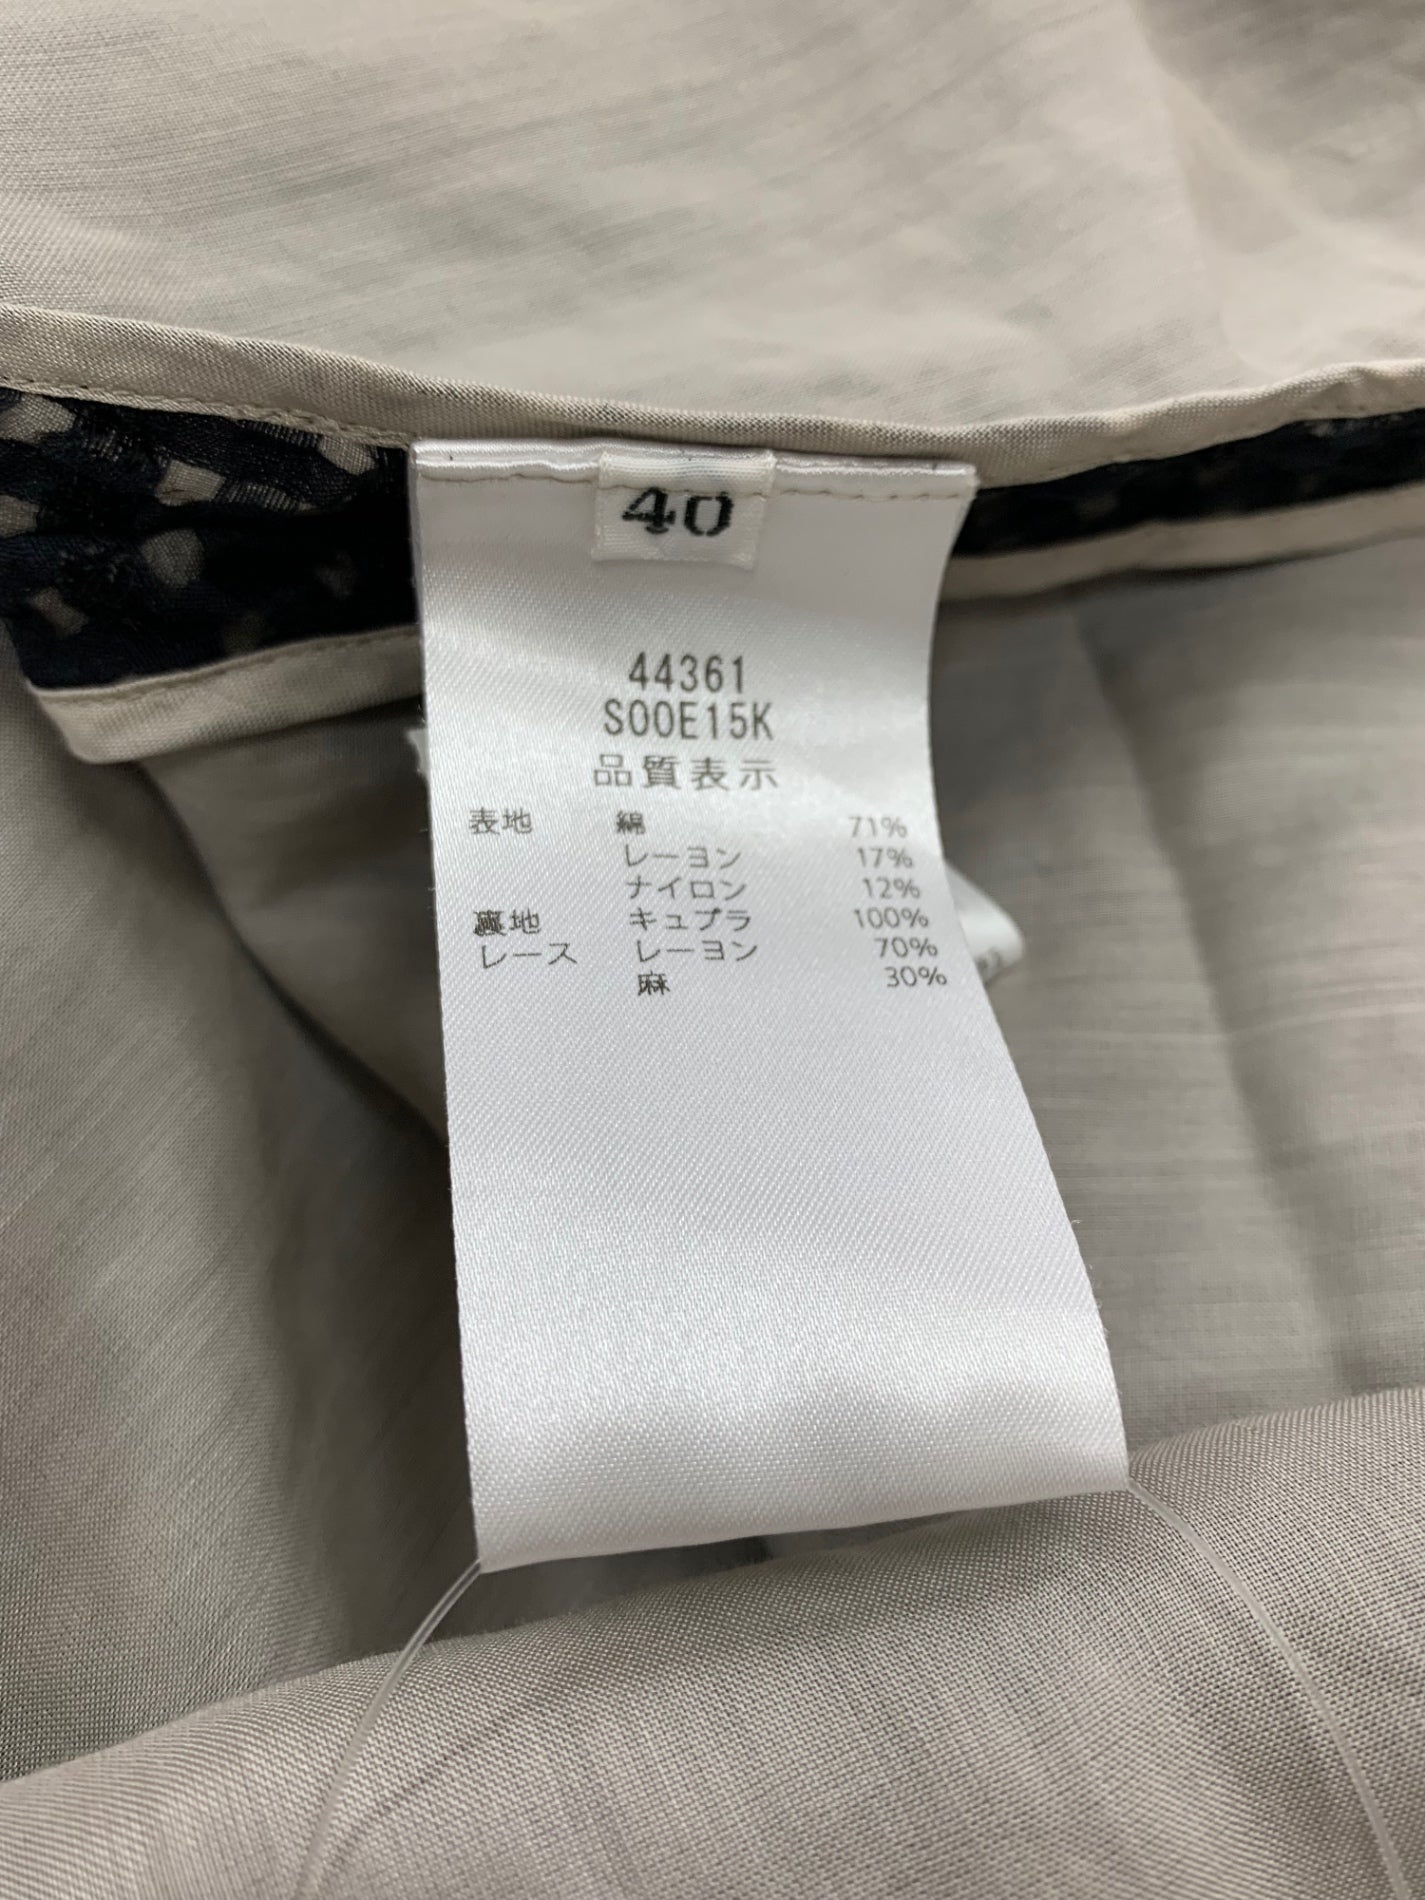 40
44361
S00E15K
品質表示
表地 綿 71%
レーヨン 17%
ナイロン 12%
裏地 キュプラ 100%
レース レーヨン 70%
麻 30%